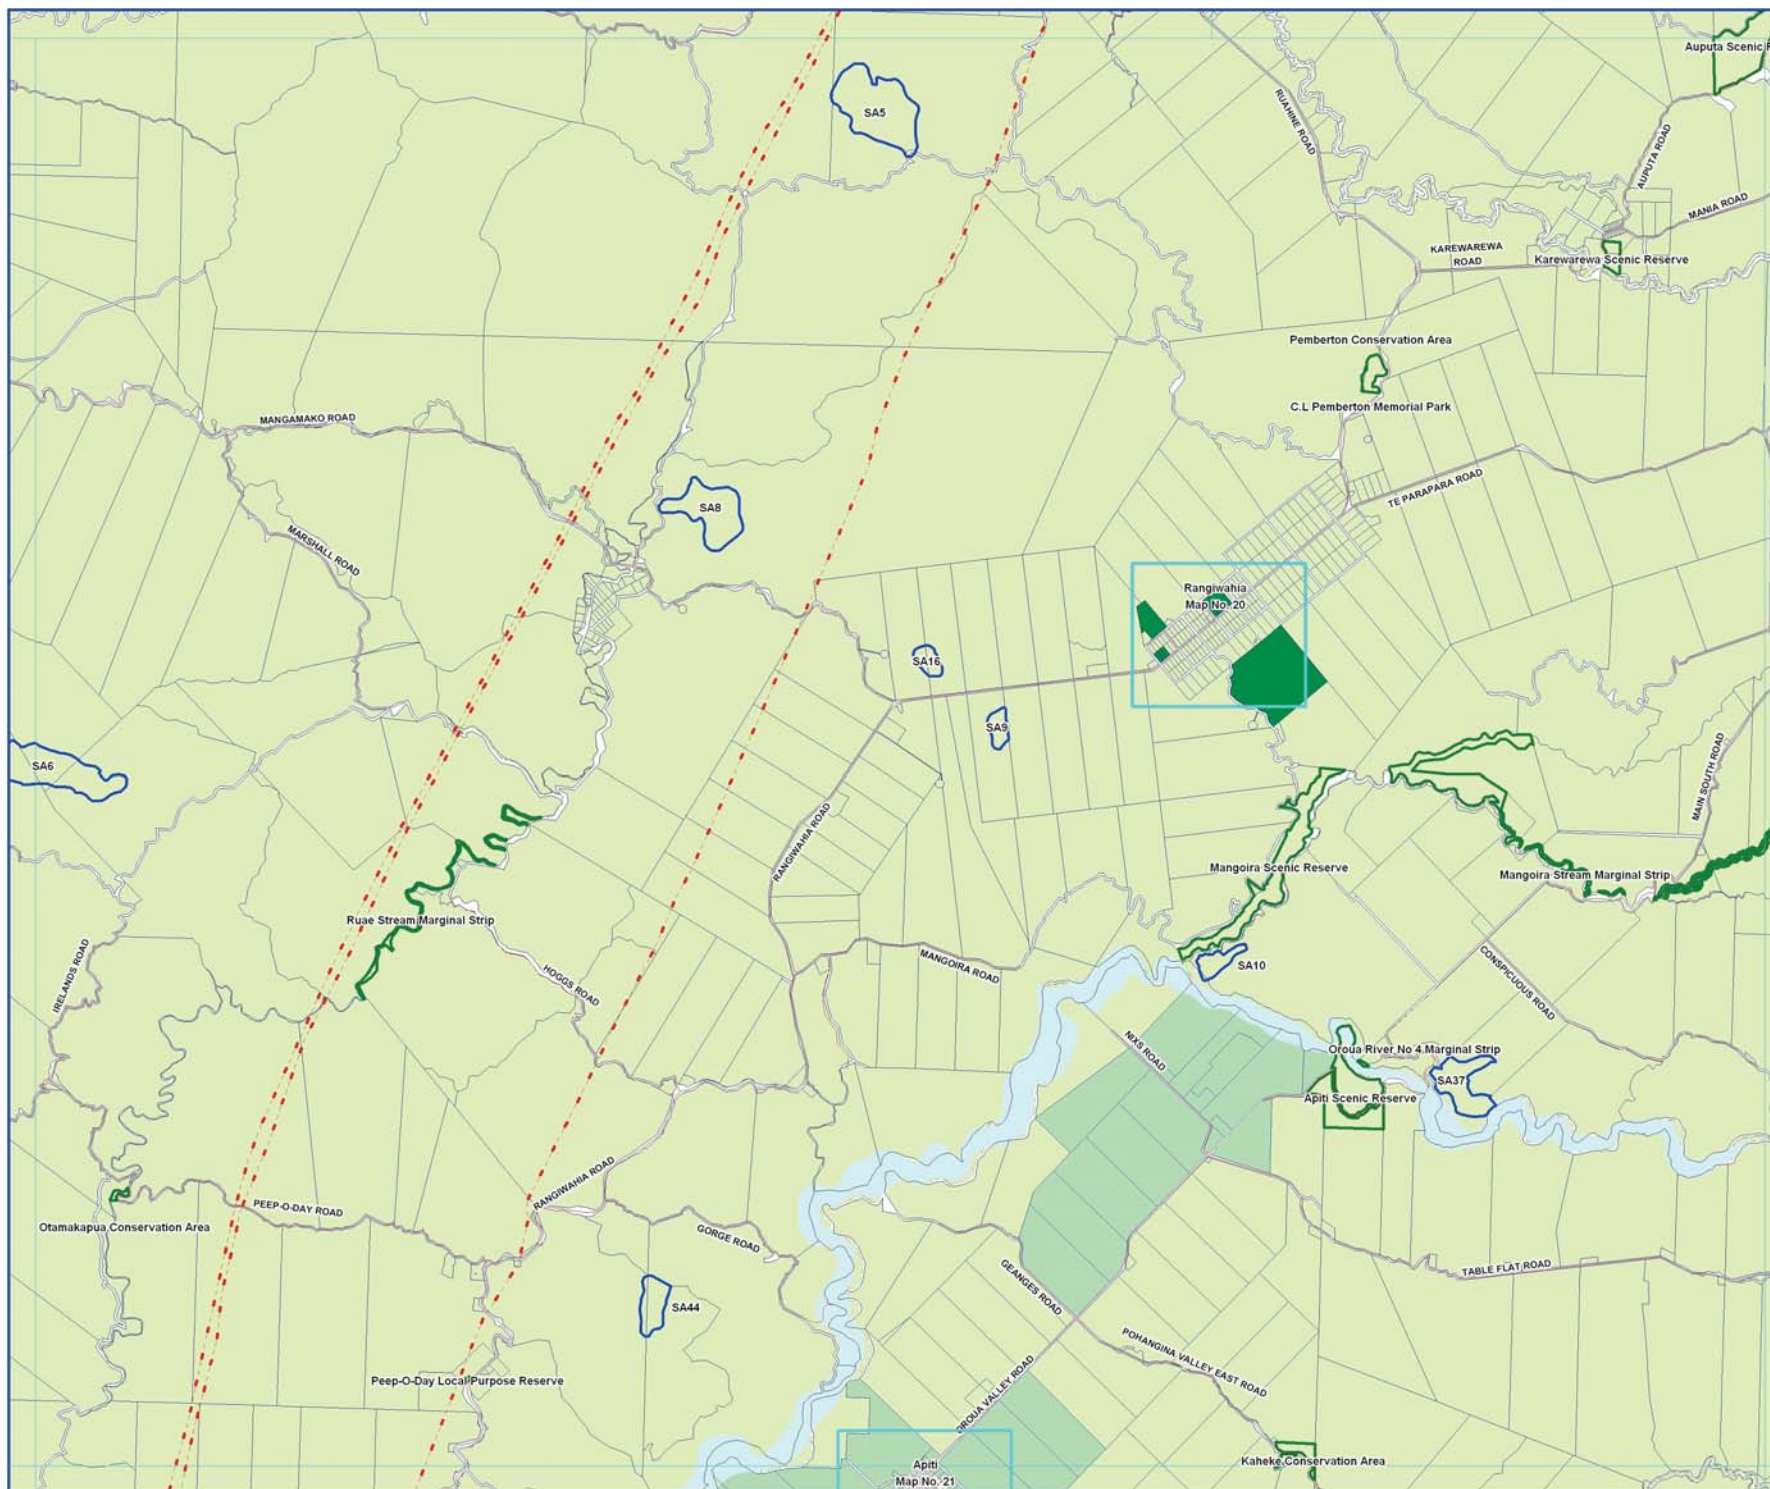 Auputa Scenic R
SA5
RUAHINE ROAD
AUPUTA ROAD
MANIA ROAD
KAREWAREWA
ROAD
Karewarewa Scenic Reserve
Pemberton Conservation Area
C.L Pemberton Memorial Park
MANGAMAKO ROAD
TE PARAPARA ROAD
SA8
MARSHALL ROAD
Rangiwahia
Map No. 20
SA16
SA9
SA6
MAIN SOUTH ROAD
RANGIWAHIA ROAD
Mangoira Scenic Reserve
Mangoira Stream Marginal Strip
Ruae Stream Marginal Strip
IRELANDS ROAD
HOGGS ROAD
MANGOIRA ROAD
SA10
CONSPICUOUS ROAD
NIXS ROAD
Oroua River No 4 Marginal Strip
SA37
Apiti Scenic Reserve
RANGIWAHIA ROAD
PEEP-O-DAY ROAD
Otamakapua Conservation Area
GORGE ROAD
GEANGES ROAD
TABLE FLAT ROAD
SA44
POHANGINA VALLEY EAST ROAD
Peep-O-Day Local Purpose Reserve
OROUA VALLEY ROAD
Kaheke Conservation Area
Apiti
Map No. 21